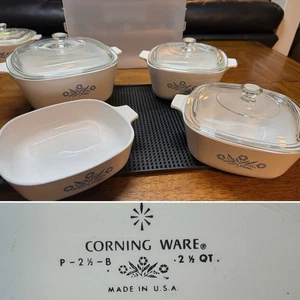 CORNING WARE®
P-2½-B 2½ QT.
MADE IN U.S.A.